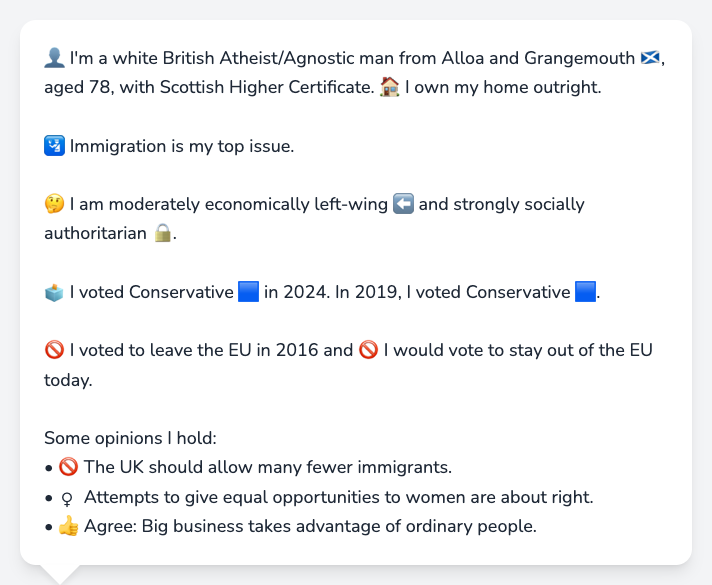 👤 I'm a white British Atheist/Agnostic man from Alloa and Grangemouth 🏴󠁧󠁢󠁳󠁣󠁴󠁿,
aged 78, with Scottish Higher Certificate. 🏠 I own my home outright.
🛂 Immigration is my top issue.
🤔 I am moderately economically left-wing ⬅️ and strongly socially
authoritarian 🔒.
🗳️ I voted Conservative 🟦 in 2024. In 2019, I voted Conservative 🟦.
🚫 I voted to leave the EU in 2016 and 🚫 I would vote to stay out of the EU
today.
Some opinions I hold:
• 🚫 The UK should allow many fewer immigrants.
• ♀ Attempts to give equal opportunities to women are about right.
• 👍 Agree: Big business takes advantage of ordinary people.